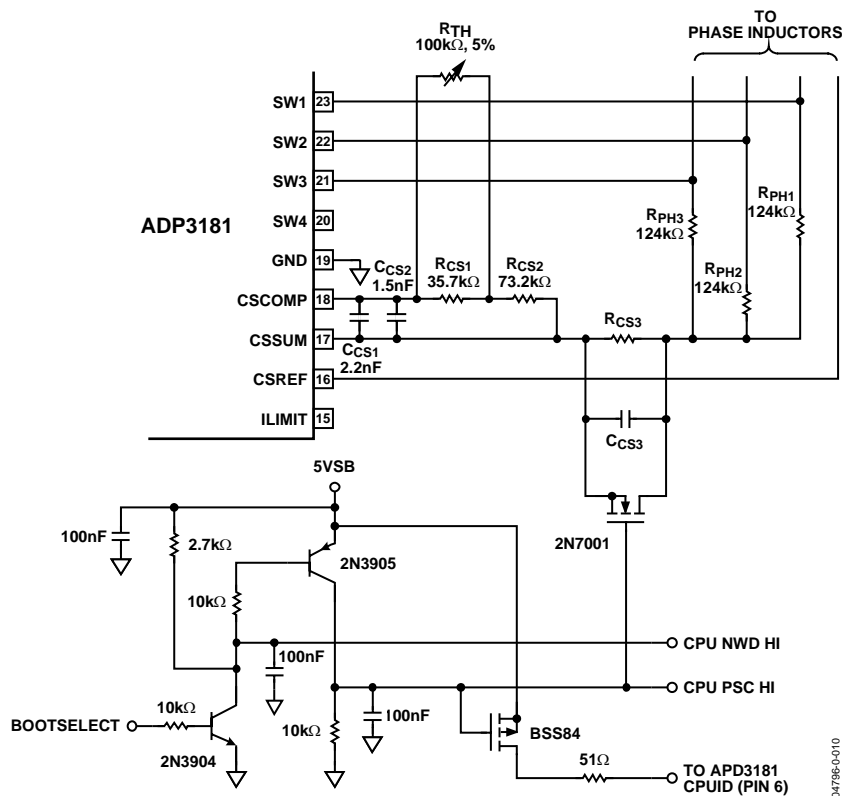 TO
PHASE INDUCTORS
RTH
100kΩ, 5%
SW1 23
SW2 22
SW3 21
ADP3181
SW4 20
RPH3
124kΩ
RPH1
124kΩ
RPH2
124kΩ
GND 19
CCS2
1.5nF
RCS1
35.7kΩ
RCS2
73.2kΩ
CSCOMP 18
CSSUM 17
CCS1
2.2nF
RCS3
CSREF 16
ILIMIT 15
CCS3
2N7001
5VSB
100nF
2.7kΩ
2N3905
10kΩ
100nF
CPU NWD HI
CPU PSC HI
BOOTSELECT
10kΩ
2N3904
10kΩ
100nF
BSS84
51Ω
TO APD3181
CPUID (PIN 6)
04796-0-010